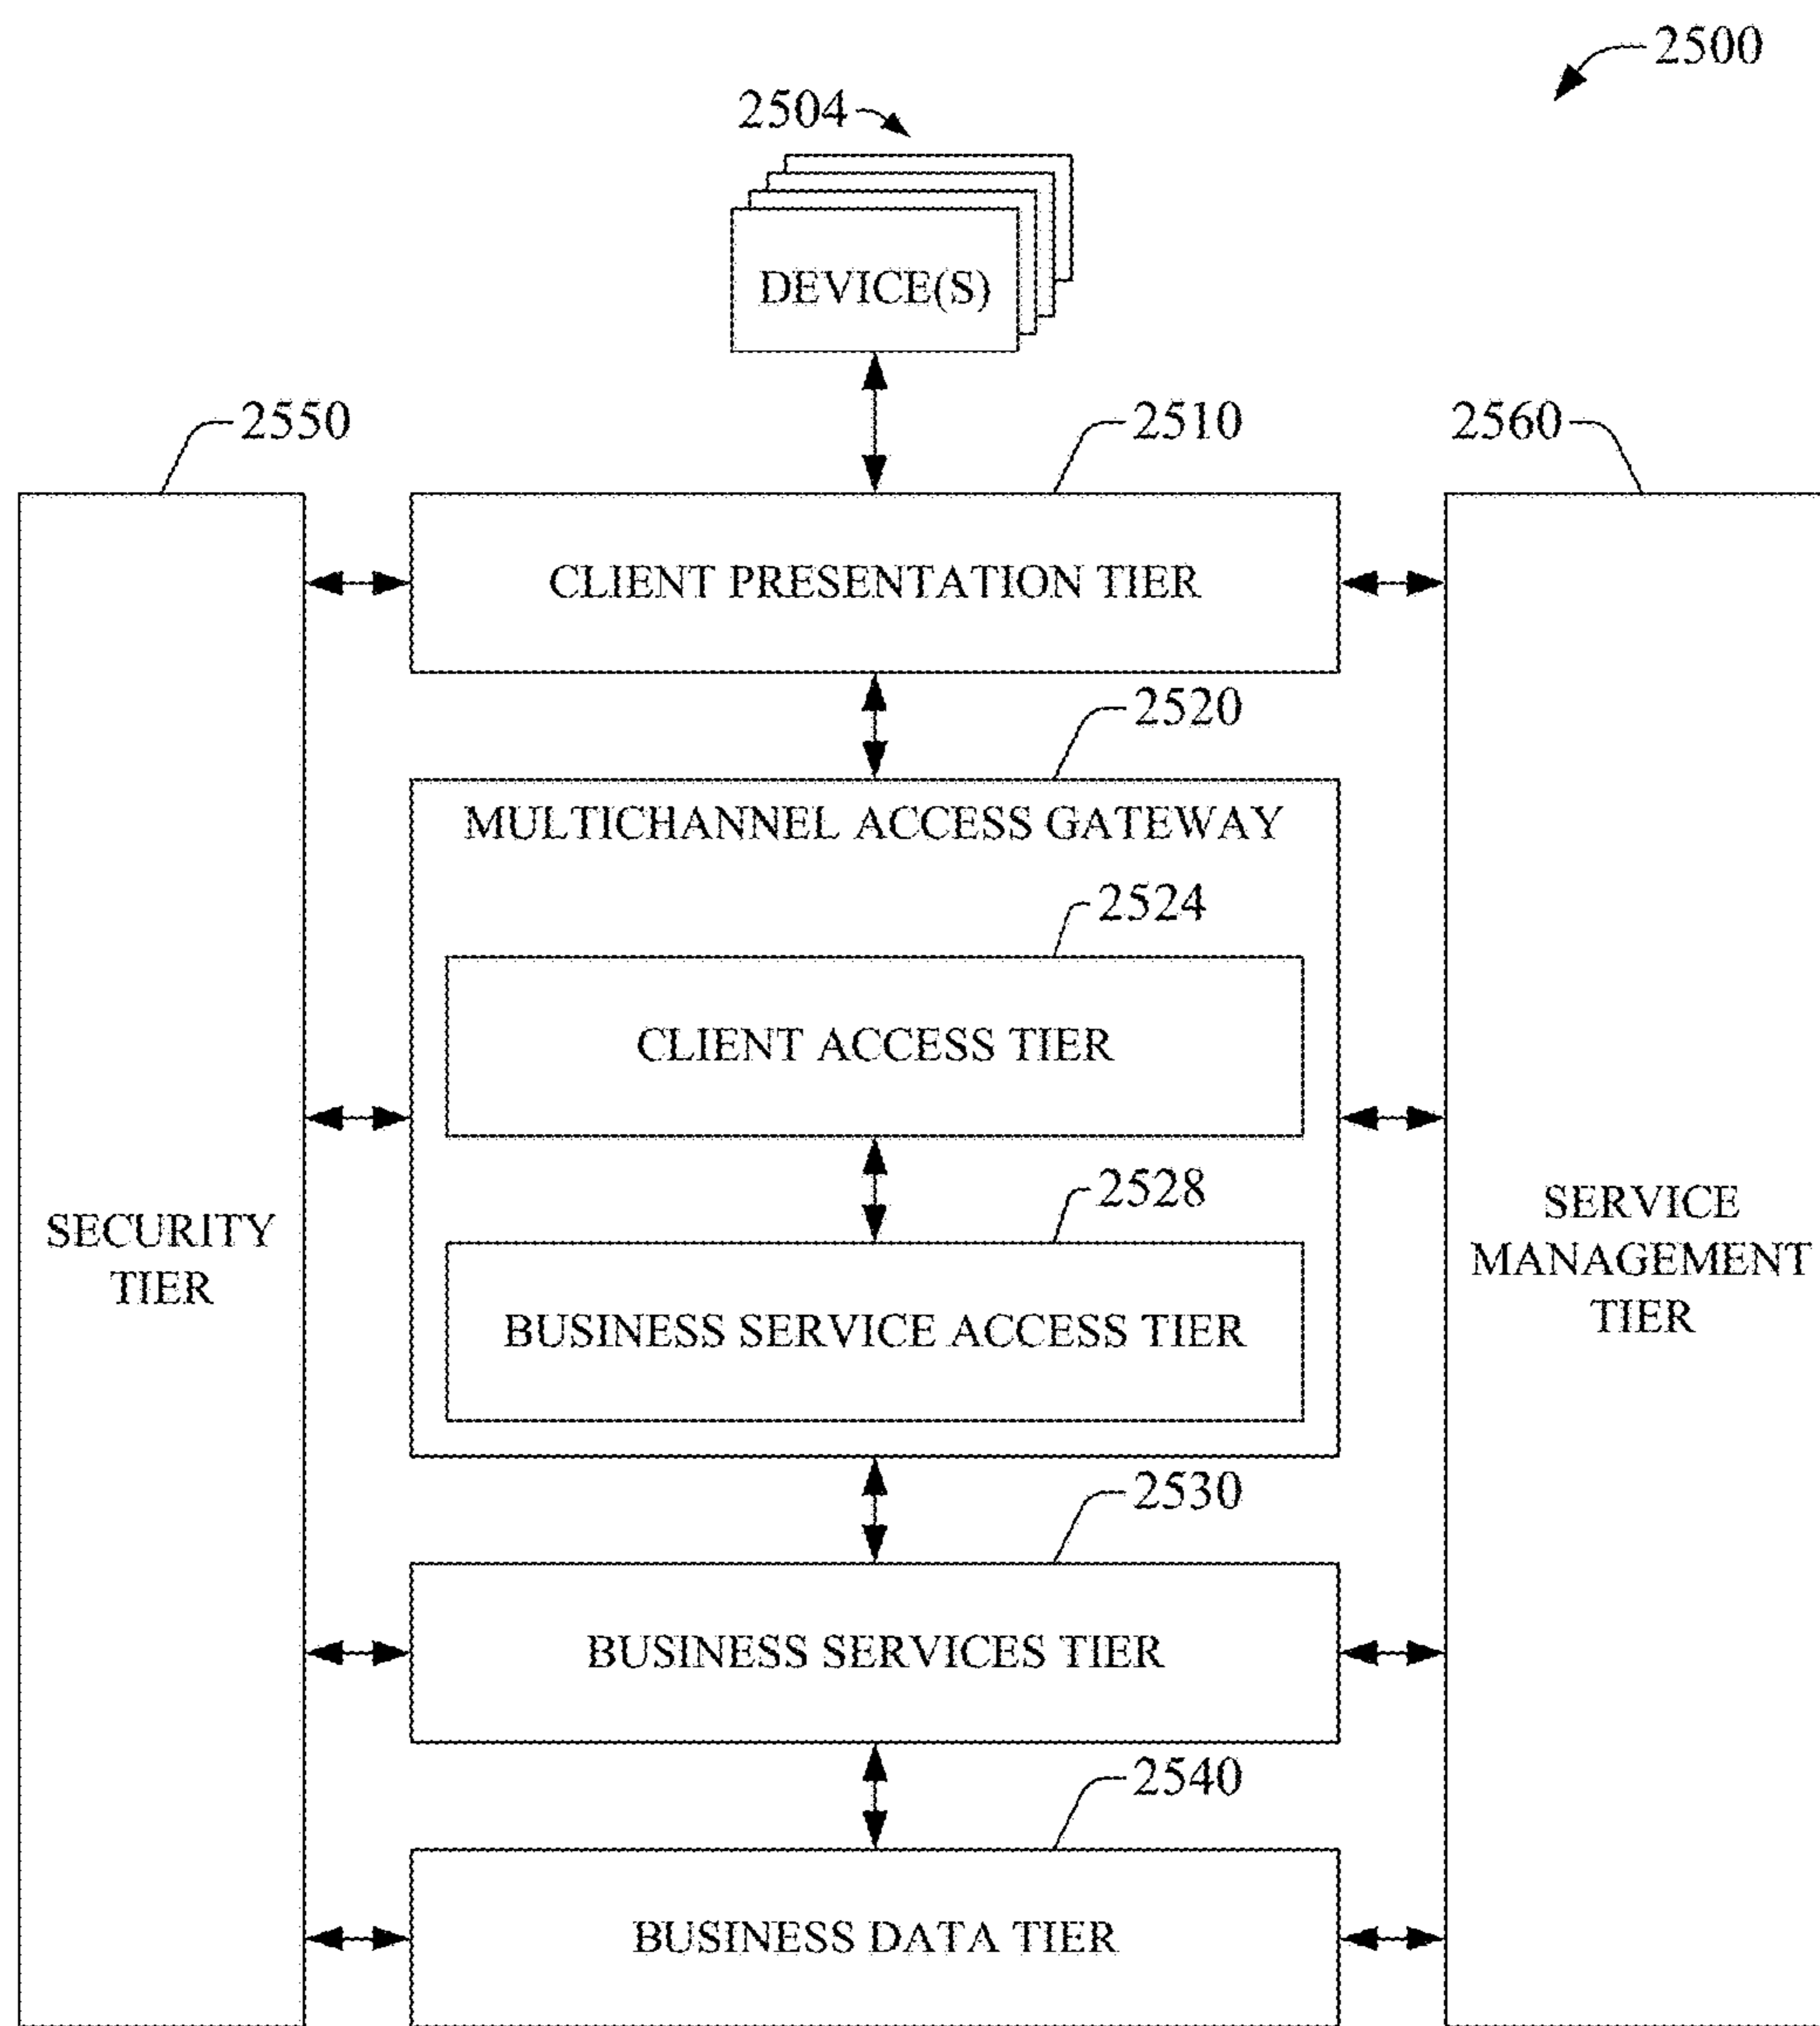 2500
2504
DEVICE(S)
2550
2510
2560
CLIENT PRESENTATION TIER
2520
MULTICHANNEL ACCESS GATEWAY
2524
CLIENT ACCESS TIER
2528
SECURITY
TIER
BUSINESS SERVICE ACCESS TIER
SERVICE
MANAGEMENT
TIER
2530
BUSINESS SERVICES TIER
2540
BUSINESS DATA TIER